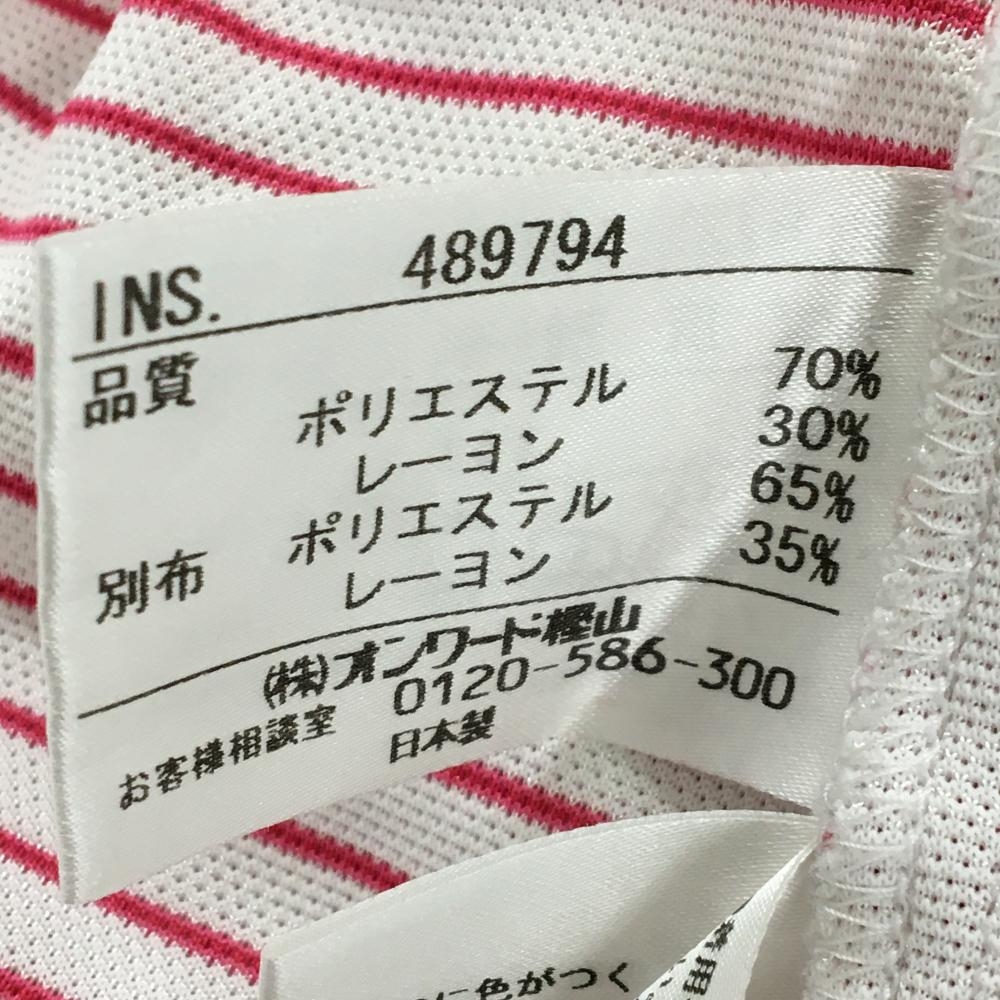 INS. 489794
品質 ポリエステル 70%
レーヨン 30%
別布 ポリエステル 65%
レーヨン 35%
(株)オンワード樫山
お客様相談室 0120-586-300
日本製
に色がつく
着用